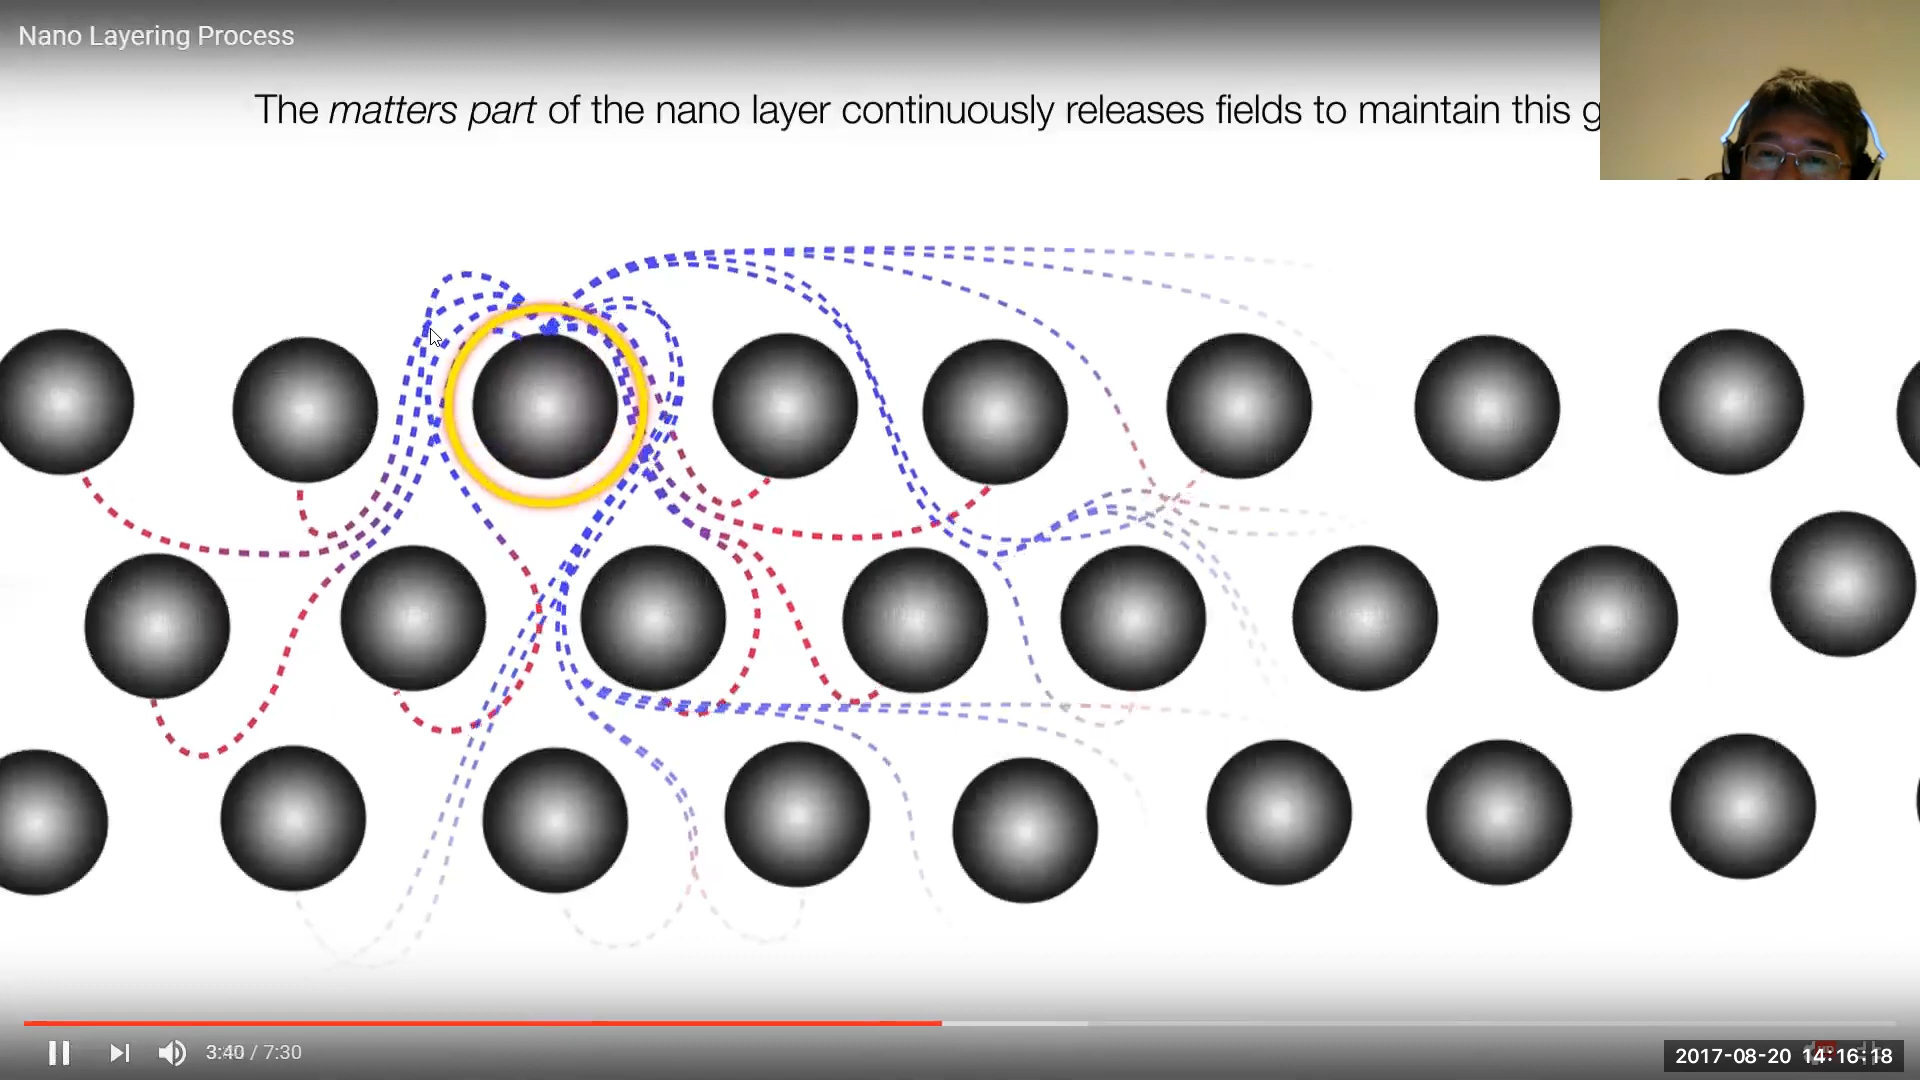 Nano Layering Process
The matters part of the nano layer continuously releases fields to maintain this g
3:40 / 7:30
2017-08-20 14:16:18